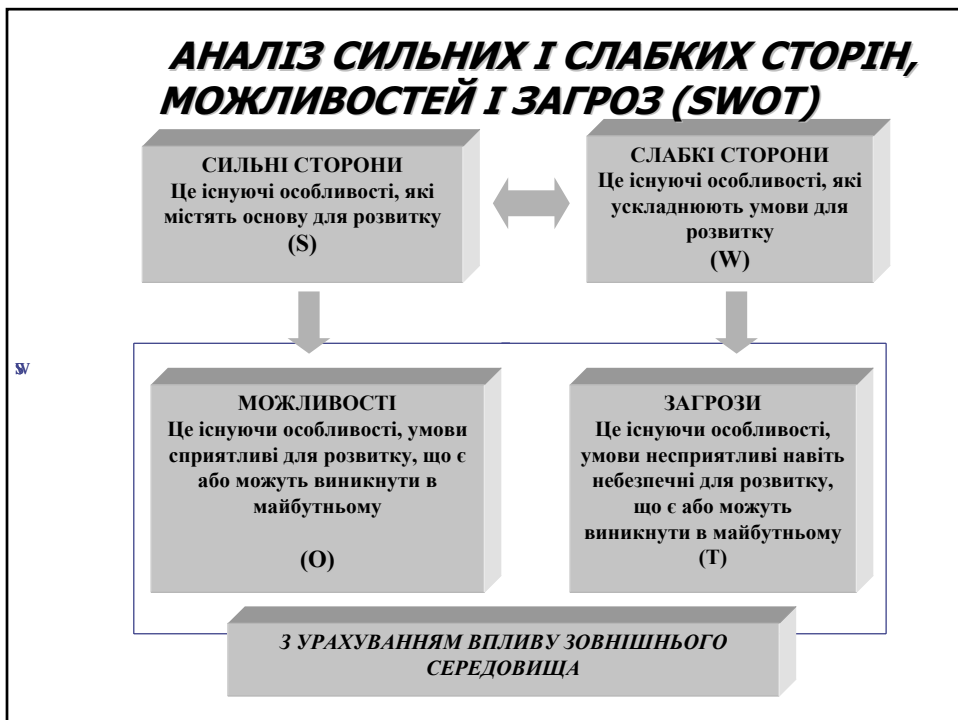 АНАЛІЗ СИЛЬНИХ І СЛАБКИХ СТОРІН,
МОЖЛИВОСТЕЙ І ЗАГРОЗ (SWOT)
СИЛЬНІ СТОРОНИ
Це існуючі особливості, які
містять основу для розвитку
(S)
СЛАБКІ СТОРОНИ
Це існуючі особливості, які
ускладнюють умови для
розвитку
(W)
МОЖЛИВОСТІ
Це існуючи особливості, умови
сприятливі для розвитку, що є
або можуть виникнути в
майбутньому
(O)
ЗАГРОЗИ
Це існуючи особливості,
умови несприятливі навіть
небезпечні для розвитку,
що є або можуть
виникнути в майбутньому
(T)
З УРАХУВАННЯМ ВПЛИВУ ЗОВНІШНЬОГО
СЕРЕДОВИЩА